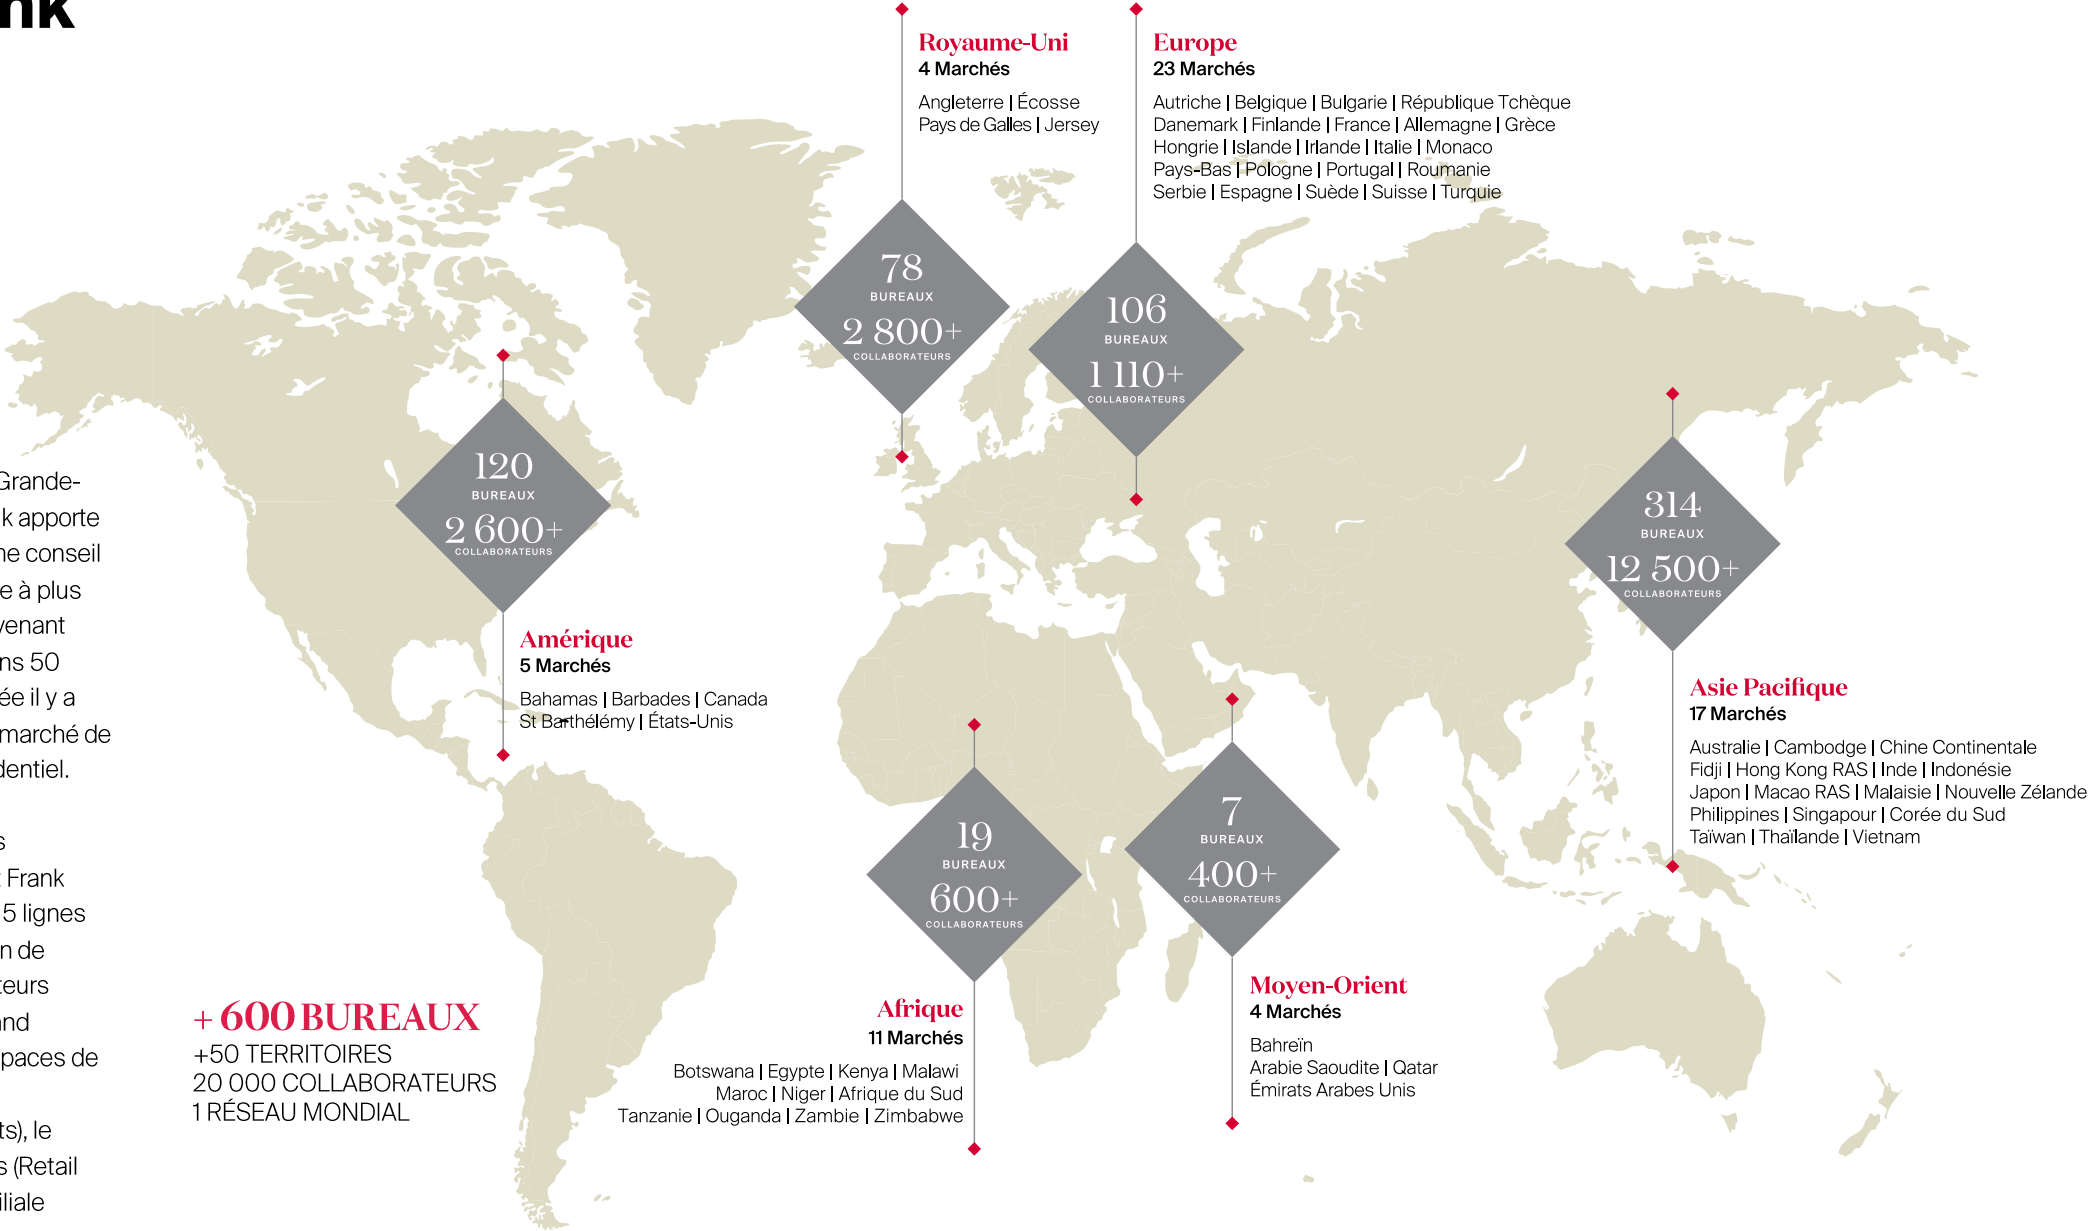 nk
Grande-
k apporte
ne conseil
e à plus
venant
ns 50
ée il y a
marché de
dentiel.
s
t Frank
5 lignes
n de
teurs
and
paces de
ts), le
s (Retail
iliale
Royaume-Uni
4 Marchés
Angleterre | Écosse
Pays de Galles | Jersey
78
BUREAUX
2 800+
COLLABORATEURS
Europe
23 Marchés
Autriche | Belgique | Bulgarie | République Tchèque
Danemark | Finlande | France | Allemagne | Grèce
Hongrie | Islande | Irlande | Italie | Monaco
Pays-Bas | Pologne | Portugal | Roumanie
Serbie | Espagne | Suède | Suisse | Turquie
106
BUREAUX
1 110+
COLLABORATEURS
120
BUREAUX
2 600+
COLLABORATEURS
Amérique
5 Marchés
Bahamas | Barbades | Canada
St Barthélémy | États-Unis
314
BUREAUX
12 500+
COLLABORATEURS
Asie Pacifique
17 Marchés
Australie | Cambodge | Chine Continentale
Fidji | Hong Kong RAS | Inde | Indonésie
Japon | Macao RAS | Malaisie | Nouvelle Zélande
Philippines | Singapour | Corée du Sud
Taïwan | Thaïlande | Vietnam
19
BUREAUX
600+
COLLABORATEURS
Afrique
11 Marchés
Botswana | Egypte | Kenya | Malawi
Maroc | Niger | Afrique du Sud
Tanzanie | Ouganda | Zambie | Zimbabwe
7
BUREAUX
400+
COLLABORATEURS
Moyen-Orient
4 Marchés
Bahreïn
Arabie Saoudite | Qatar
Émirats Arabes Unis
+ 600 BUREAUX
+50 TERRITOIRES
20 000 COLLABORATEURS
1 RÉSEAU MONDIAL